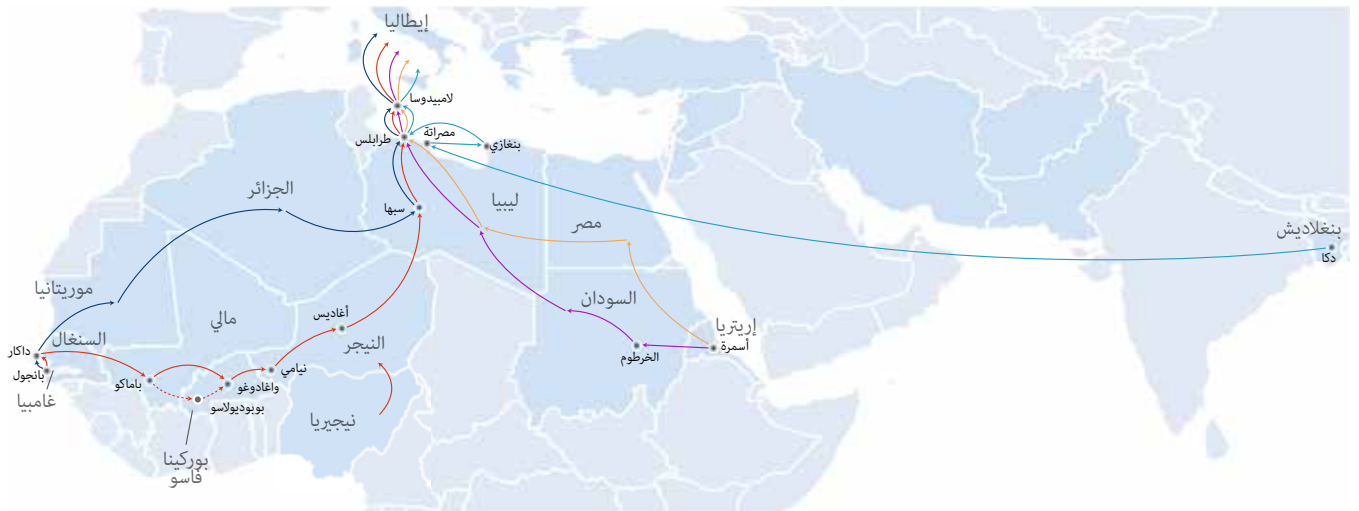 إيطاليا
لامبيدوسا
طرابلس
مصراتة
بنغازي
الجزائر
ليبيا
سبها
مصر
بنغلاديش
دكا
موريتانيا
السودان
مالي
أغاديس
إريتريا
أسمرة
السنغال
النيجر
داكار
الخرطوم
نيامي
بانجول
باماكو
واغادوغو
غامبيا
بوبوديولاسو
نيجيريا
بوركينا
فاسو